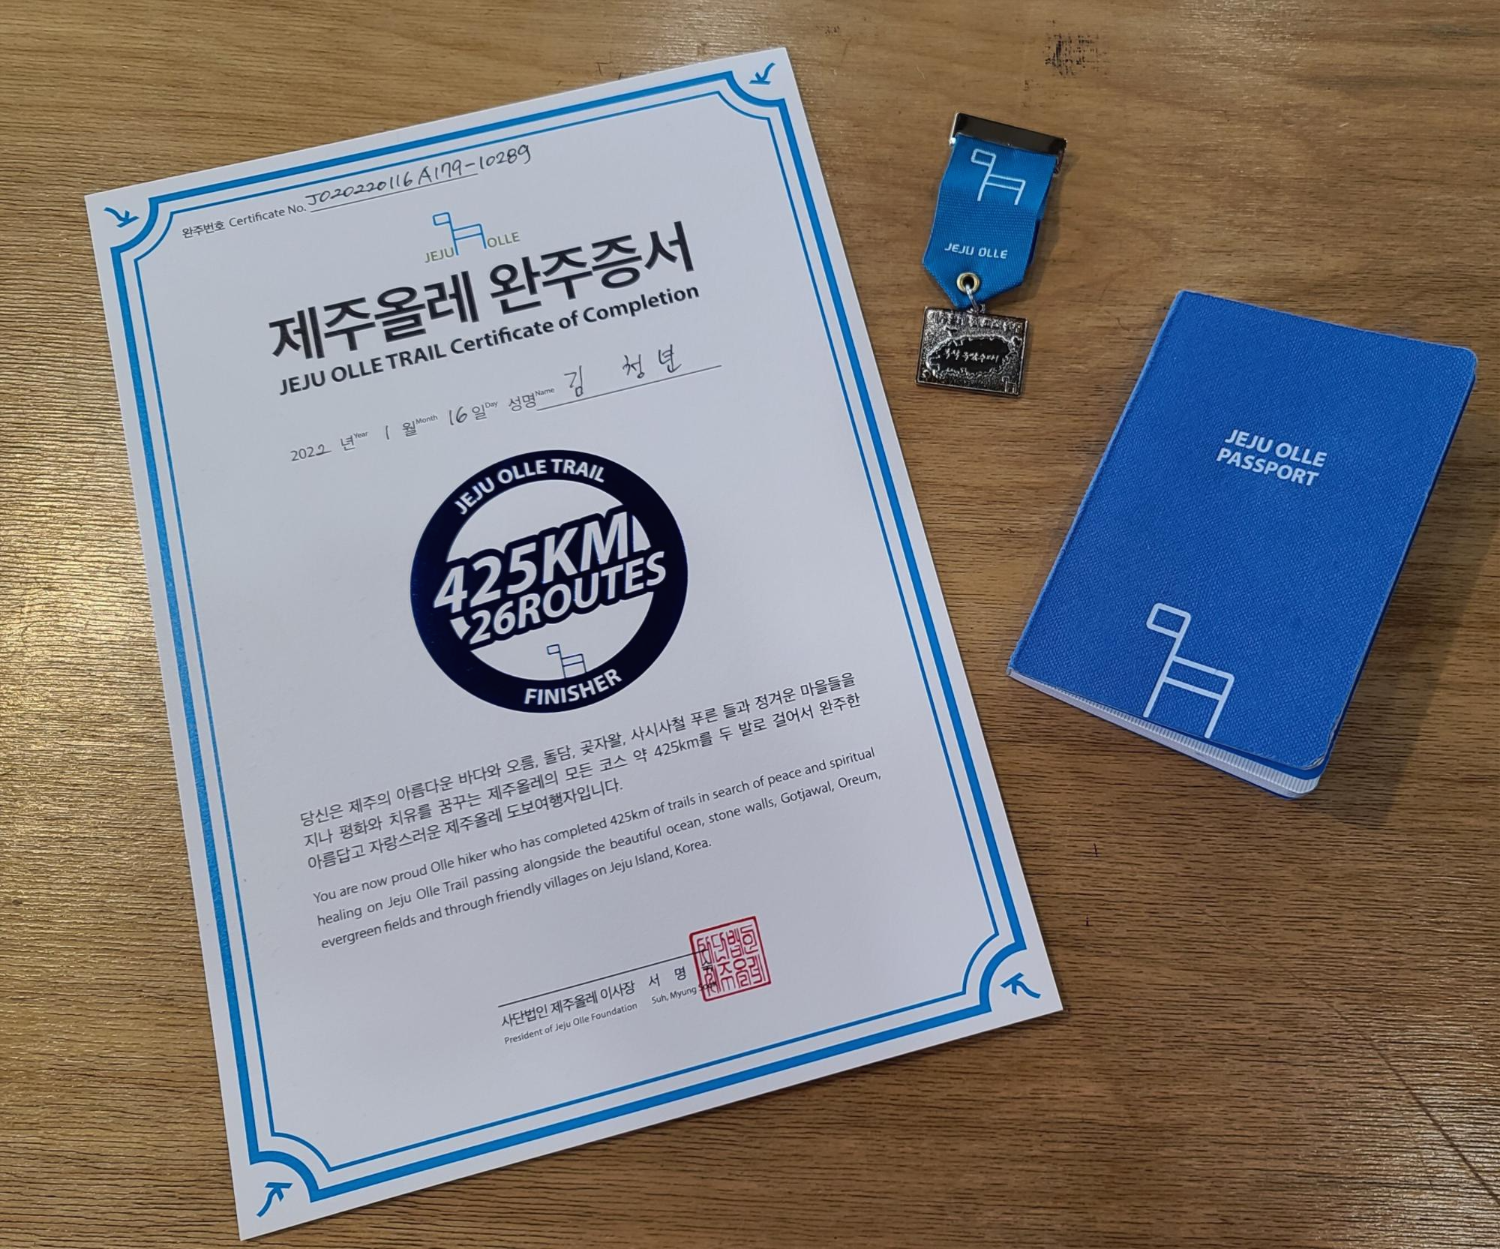 완주번호 Certificate No. JO20220116A179-10289
JEJU OLLE
제주올레 완주증서
JEJU OLLE TRAIL Certificate of Completion
2022 년Year 1 월Month 16 일Day 성명Name 김 청 년
JEJU OLLE TRAIL
425KM
26ROUTES
FINISHER
당신은 제주의 아름다운 바다와 오름, 돌담, 곶자왈, 사시사철 푸른 들과 정겨운 마을들을
지나 평화와 치유를 꿈꾸는 제주올레의 모든 코스 약 425km를 두 발로 걸어서 완주한
아름답고 자랑스러운 제주올레 도보여행자입니다.
You are now proud Olle hiker who has completed 425km of trails in search of peace and spiritual
healing on Jeju Olle Trail passing alongside the beautiful ocean, stone walls, Gotjawal, Oreum,
evergreen fields and through friendly villages on Jeju Island, Korea.
사단법인 제주올레 이사장 서 명 숙
President of Jeju Olle Foundation Suh, Myung
사단법인
제주올레
JEJU OLLE
JEJU OLLE
PASSPORT